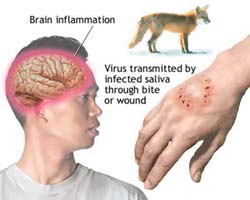 Brain inflammation
Virus transmitted by
infected saliva
through bite
or wound